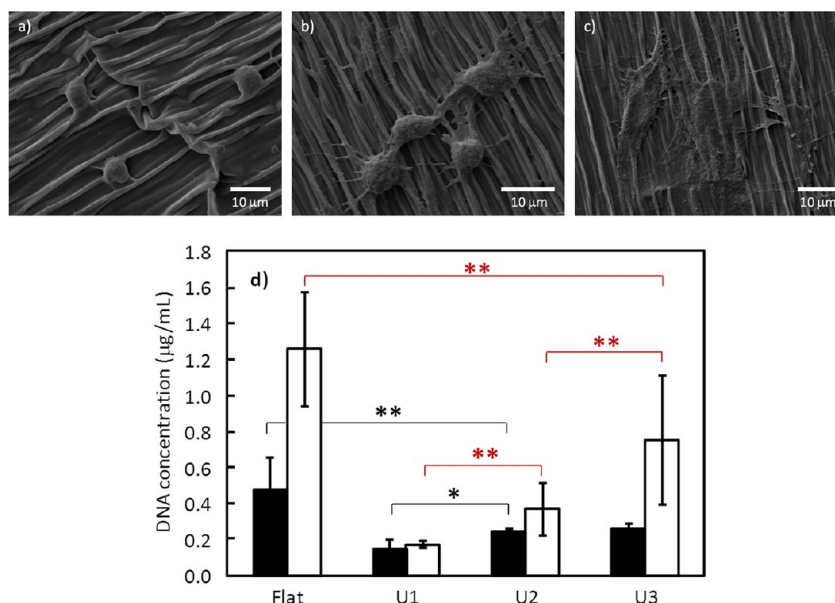 a)
b)
c)
10 µm
10 µm
10 µm
d)
DNA concentration (µg/mL)
1.8
1.6
1.4
1.2
1.0
0.8
0.6
0.4
0.2
0.0
**
**
**
**
*
Flat
U1
U2
U3